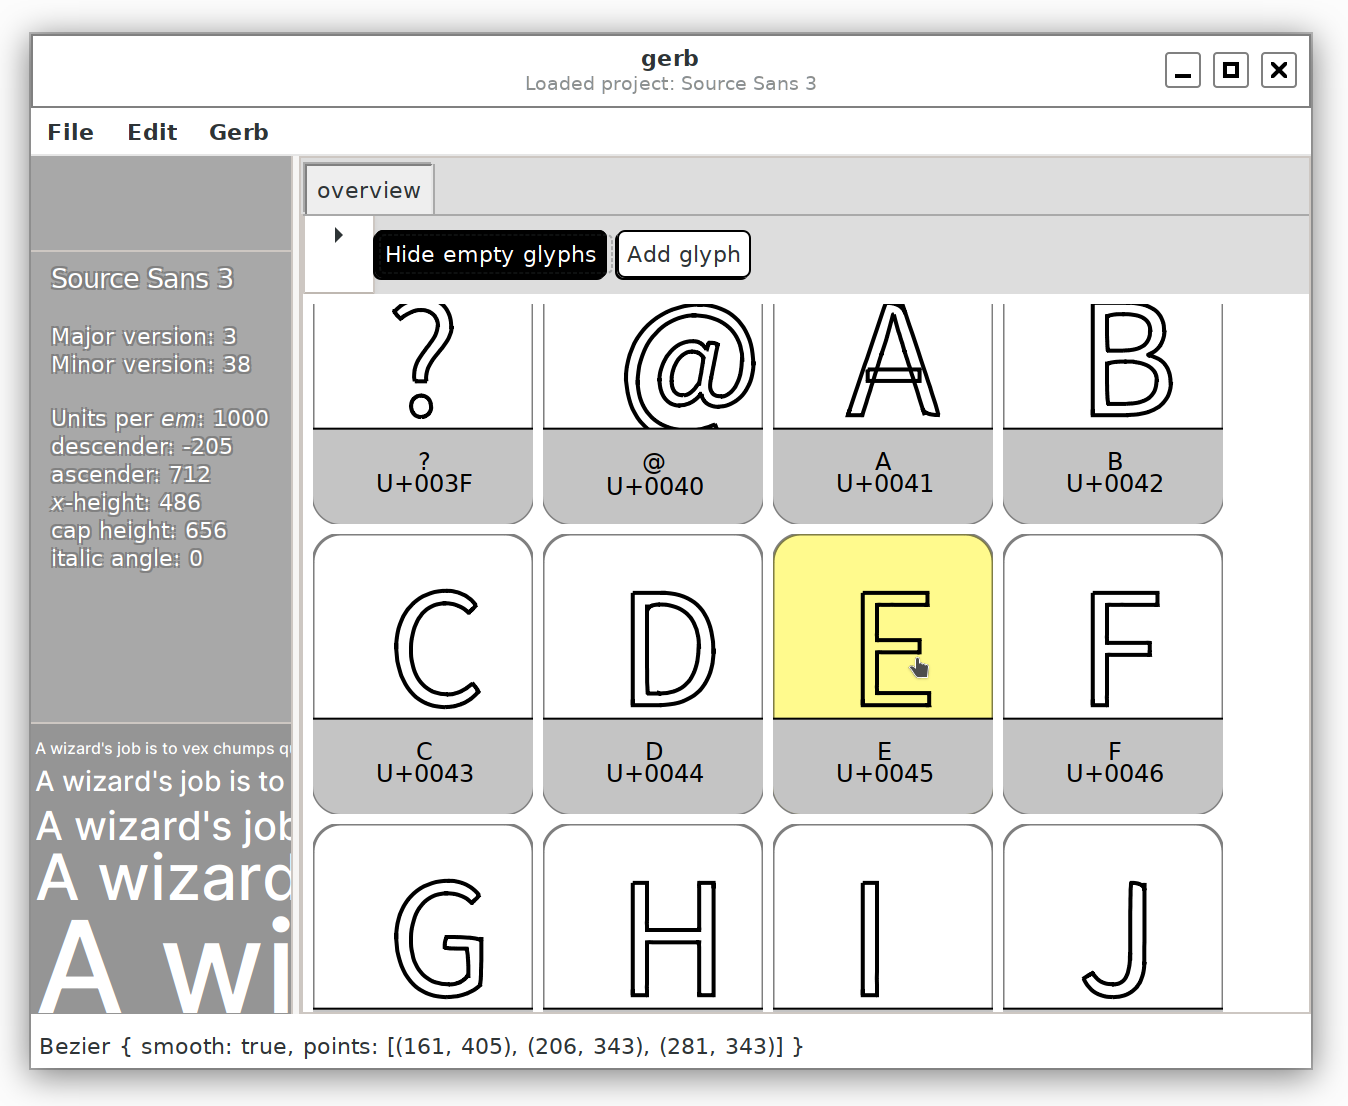 gerb
Loaded project: Source Sans 3
File Edit Gerb
overview
Hide empty glyphs Add glyph
Source Sans 3
Major version: 3
Minor version: 38
Units per em: 1000
descender: -205
ascender: 712
x-height: 486
cap height: 656
italic angle: 0
A wizard's job is to vex chumps q
A wizard's job is to
A wizard's job
A wizard
A wi
? @ A B
? @ A B
U+003F U+0040 U+0041 U+0042
C D E F
C D E F
U+0043 U+0044 U+0045 U+0046
G H I J
Bezier { smooth: true, points: [(161, 405), (206, 343), (281, 343)] }